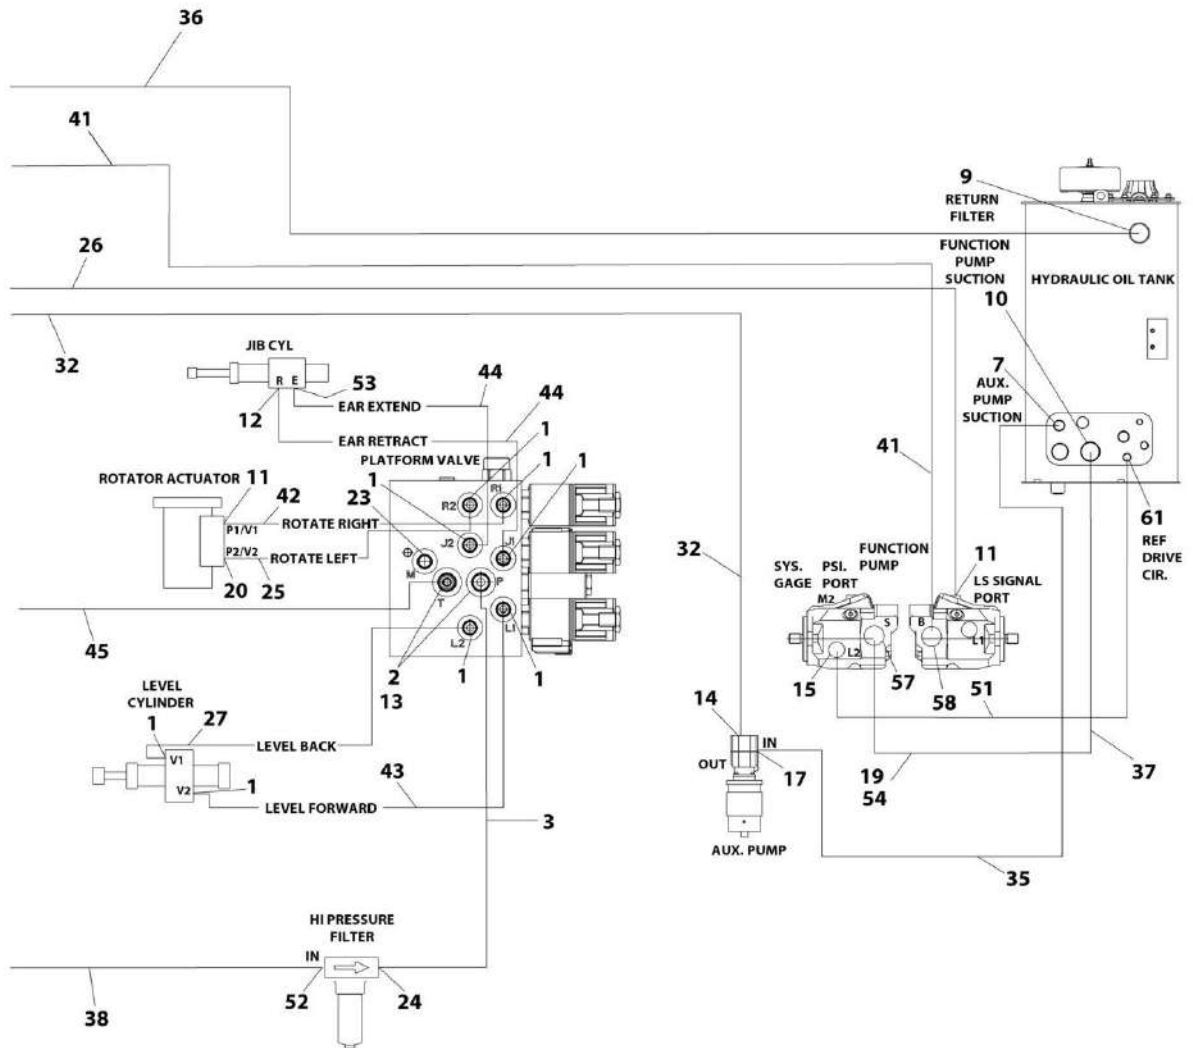 36
41
9
RETURN
FILTER
26
FUNCTION
PUMP
SUCTION
HYDRAULIC OIL TANK
10
32
JIB CYL
R E
53
44
7
12
EAR EXTEND
44
AUX.
PUMP
SUCTION
EAR RETRACT
1
41
PLATFORM VALVE
ROTATOR ACTUATOR
11
42
1
23
1
1
R1
R2
P1/V1
ROTATE RIGHT
61
REF
DRIVE
CIR.
J2
J1
P2/V2
ROTATE LEFT
32
SYS.
GAGE
PSI.
PORT
M2
FUNCTION
PUMP
11
LS SIGNAL
PORT
M
20
25
T
P
45
L1
L2
S
B
L1
L2
2
13
1
1
15
57
58
51
LEVEL
CYLINDER
1
27
14
V1
LEVEL BACK
IN
OUT
17
19
54
37
V2
1
43
LEVEL FORWARD
3
AUX. PUMP
35
HI PRESSURE
FILTER
IN
38
52
24